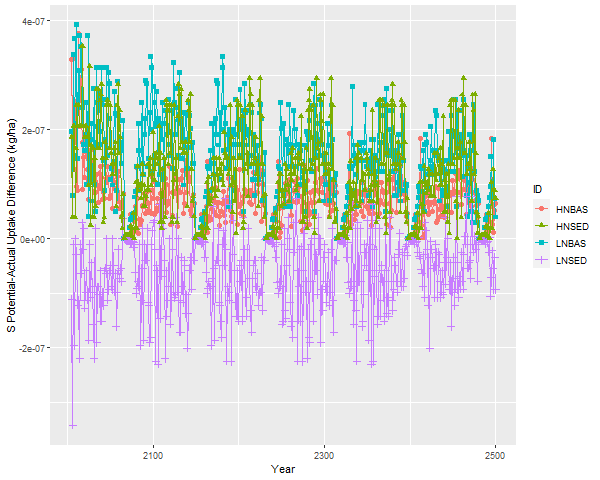 S Potential-Actual Uptake Difference (kg/ha)
4e-07
2e-07
0e+00
-2e-07
2100
2300
2500
Year
ID
HNBAS
HNSED
LNBAS
LNSED